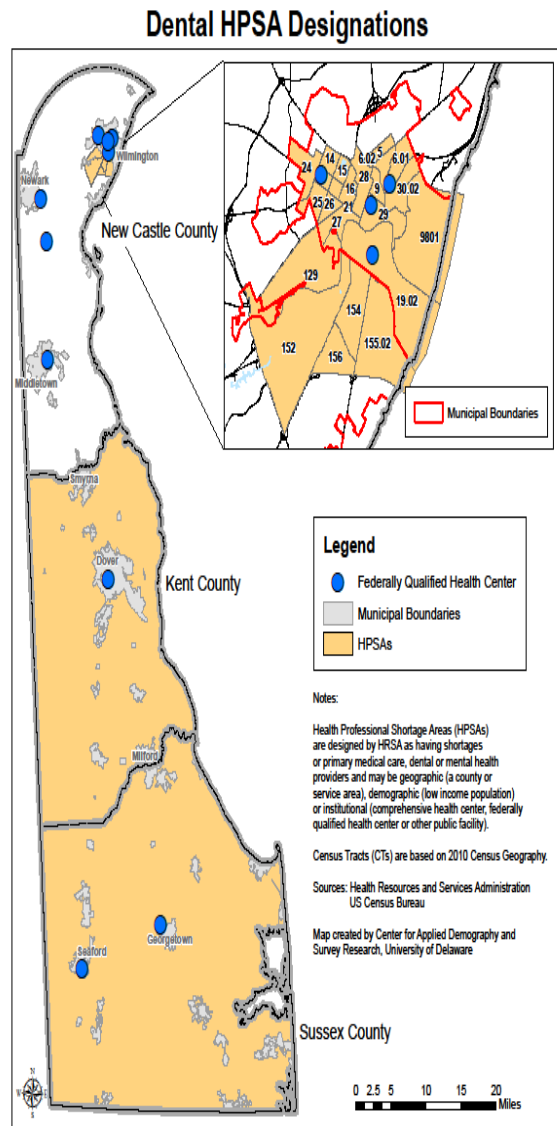 Dental HPSA Designations
Wilmington
Newark
New Castle County
Middletown
Smyrna
Dover
Kent County
Milford
Georgetown
Seaford
Sussex County
24
14
15
6.02
5
6.01
28
16
9
30.02
25
26
21
29
27
9801
129
19.02
154
152
155.02
156
Municipal Boundaries
Legend
Federally Qualified Health Center
Municipal Boundaries
HPSAs
Notes:
Health Professional Shortage Areas (HPSAs)
are designed by HRSA as having shortages
or primary medical care, dental or mental health
providers and may be geographic (a county or
service area), demographic (low income population)
or institutional (comprehensive health center, federally
qualified health center or other public facility).
Census Tracts (CTs) are based on 2010 Census Geography.
Sources: Health Resources and Services Administration
US Census Bureau
Map created by Center for Applied Demography and
Survey Research, University of Delaware
N
W
E
S
0 2.5 5 10 15 20
Miles